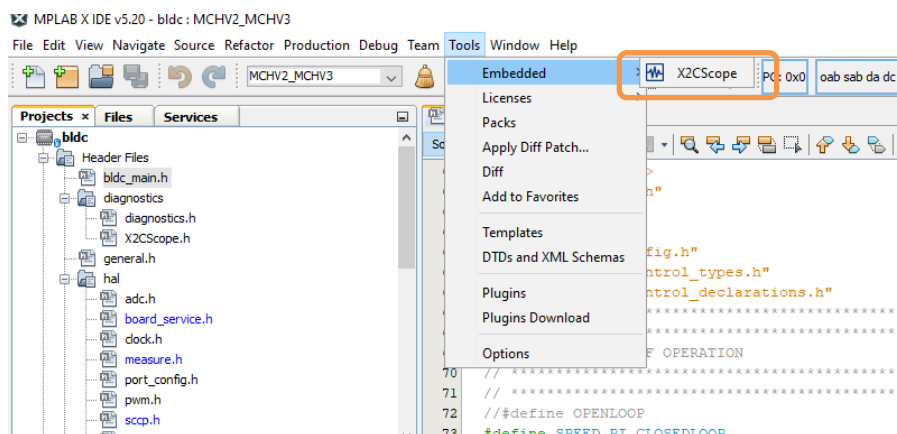 MPLAB X IDE v5.20 - bldc : MCHV2_MCHV3
File Edit View Navigate Source Refactor Production Debug Team Tools Window Help
MCHV2_MCHV3
PC: 0x0
oab sab da dc
Embedded
X2CScope
Licenses
Packs
Apply Diff Patch...
Diff
Add to Favorites
Templates
DTDs and XML Schemas
Plugins
Plugins Download
Options
Projects × Files Services
bldc
Header Files
bldc_main.h
diagnostics
diagnostics.h
X2CScope.h
general.h
hal
adc.h
board_service.h
clock.h
measure.h
port_config.h
pwm.h
sccp.h
So
>
h"
fig.h"
ntrol_types.h"
ntrol_declarations.h"
**********************************
**********************************
F OPERATION
70 // *********************************************
71 // *********************************************
72 //#define OPENLOOP
73 #define SPEED_PI_CLOSEDLOOP